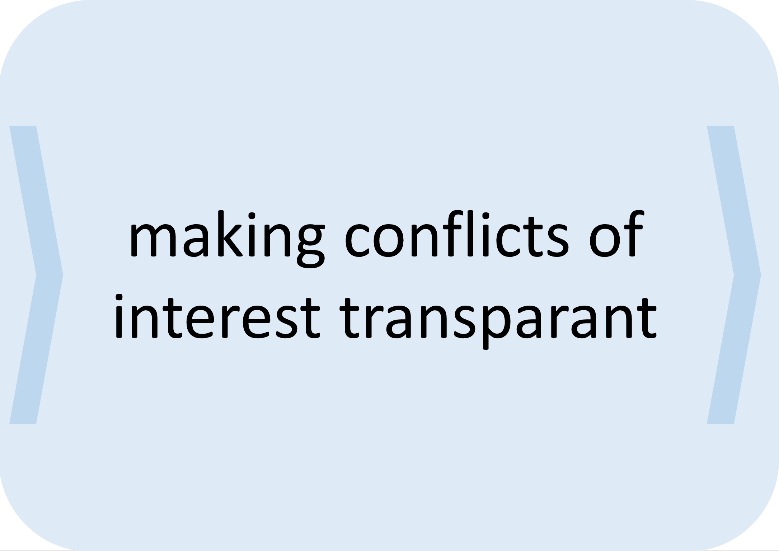 making conflicts of
interest transparant